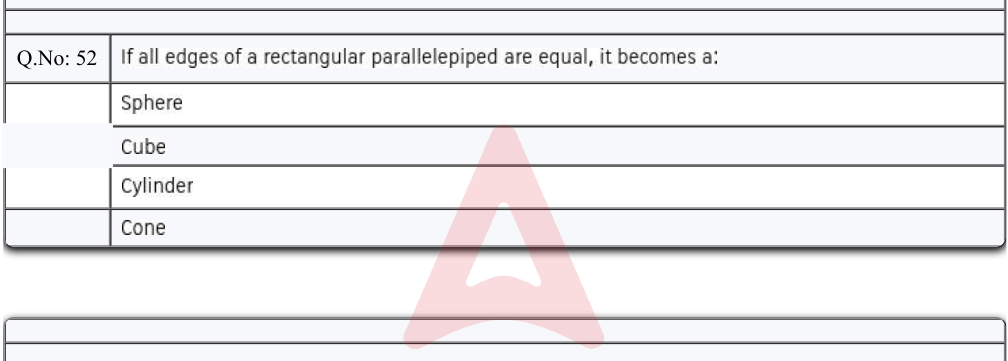 Q.No: 52 If all edges of a rectangular parallelepiped are equal, it becomes a:
Sphere
Cube
Cylinder
Cone